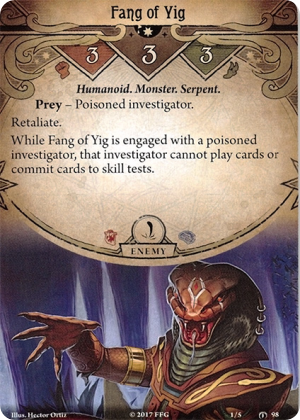 Fang of Yig
3 3 3
Humanoid. Monster. Serpent.
Prey – Poisoned investigator.
Retaliate.
While Fang of Yig is engaged with a poisoned
investigator, that investigator cannot play cards or
commit cards to skill tests.
ENEMY
Illus. Hector Ortiz © 2017 FFG 1/5 98